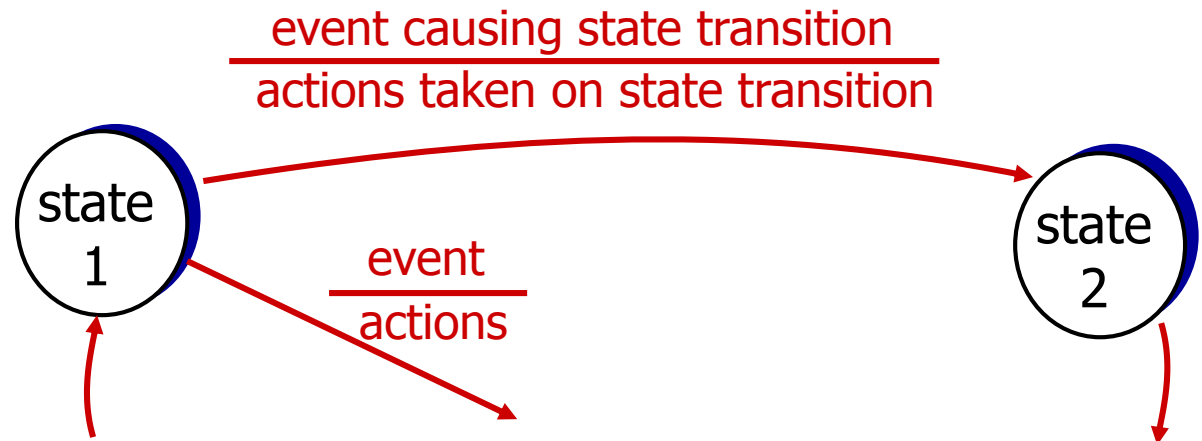 event causing state transition
actions taken on state transition
state
1
event
actions
state
2